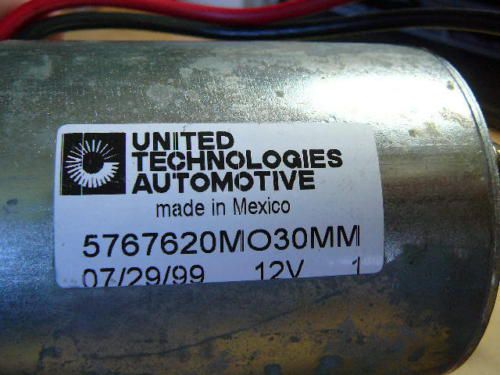 UNITED
TECHNOLOGIES
AUTOMOTIVE
made in Mexico
5767620MO30MM
07/29/99 12V 1